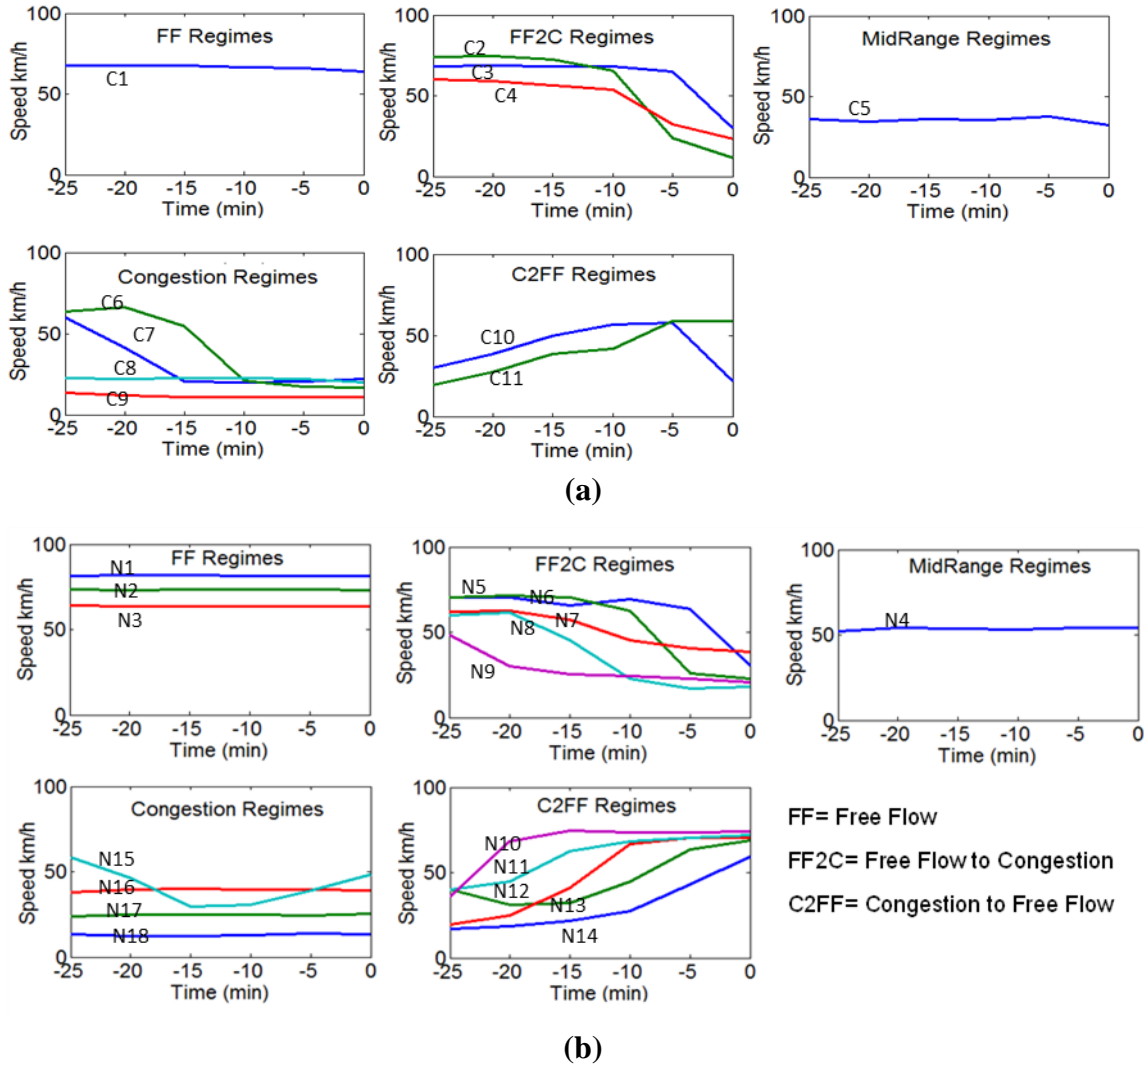 FF Regimes
100
50
0
C1
Speed km/h
-25 -20 -15 -10 -5 0
Time (min)
FF2C Regimes
100
50
0
C2
C3
C4
Speed km/h
-25 -20 -15 -10 -5 0
Time (min)
MidRange Regimes
100
50
0
C5
Speed km/h
-25 -20 -15 -10 -5 0
Time (min)
Congestion Regimes
100
50
0
C6
C7
C8
C9
Speed km/h
-25 -20 -15 -10 -5 0
Time (min)
C2FF Regimes
100
50
0
C10
C11
Speed km/h
-25 -20 -15 -10 -5 0
Time (min)
(a)
FF Regimes
100
50
0
N1
N2
N3
Speed km/h
-25 -20 -15 -10 -5 0
Time (min)
FF2C Regimes
100
50
0
N5 N6
N7
N8
N9
Speed km/h
-25 -20 -15 -10 -5 0
Time (min)
MidRange Regimes
100
50
0
N4
Speed km/h
-25 -20 -15 -10 -5 0
Time (min)
Congestion Regimes
100
50
0
N15
N16
N17
N18
Speed km/h
-25 -20 -15 -10 -5 0
Time (min)
C2FF Regimes
100
50
0
N10
N11
N12
N13
N14
Speed km/h
-25 -20 -15 -10 -5 0
Time (min)
FF= Free Flow
FF2C= Free Flow to Congestion
C2FF= Congestion to Free Flow
(b)